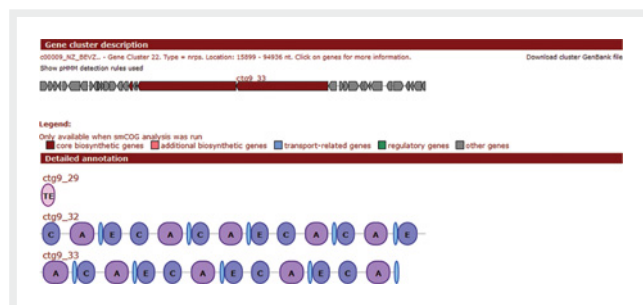 Gene cluster description
c00009_NZ_BEVZ.. - Gene Cluster 22. Type = nrps. Location: 15899 - 94936 nt. Click on genes for more information.
Download cluster GenBank file
Show pHMM detection rules used
ctg9_33
Legend:
Only available when smCOG analysis was run
core biosynthetic genes additional biosynthetic genes transport-related genes regulatory genes other genes
Detailed annotation
ctg9_29
TE
ctg9_32
C A E C A C A E C A C A E
ctg9_33
A C A E C A E C A E C A